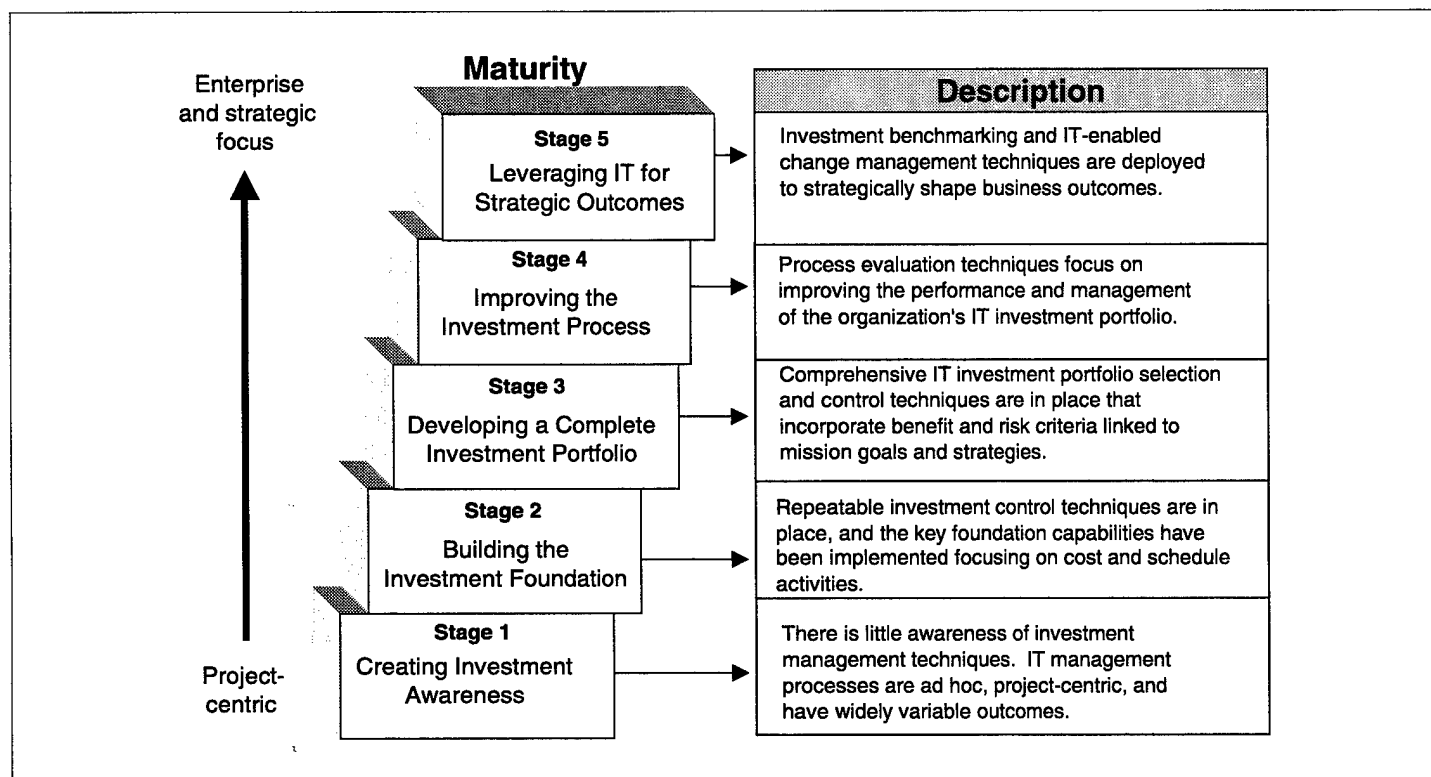 Enterprise
and strategic
focus
Project-
centric
Maturity
Description
Stage 5
Leveraging IT for
Strategic Outcomes
Investment benchmarking and IT-enabled
change management techniques are deployed
to strategically shape business outcomes.
Stage 4
Improving the
Investment Process
Process evaluation techniques focus on
improving the performance and management
of the organization's IT investment portfolio.
Stage 3
Developing a Complete
Investment Portfolio
Comprehensive IT investment portfolio selection
and control techniques are in place that
incorporate benefit and risk criteria linked to
mission goals and strategies.
Stage 2
Building the
Investment Foundation
Repeatable investment control techniques are in
place, and the key foundation capabilities have
been implemented focusing on cost and schedule
activities.
Stage 1
Creating Investment
Awareness
There is little awareness of investment
management techniques. IT management
processes are ad hoc, project-centric, and
have widely variable outcomes.